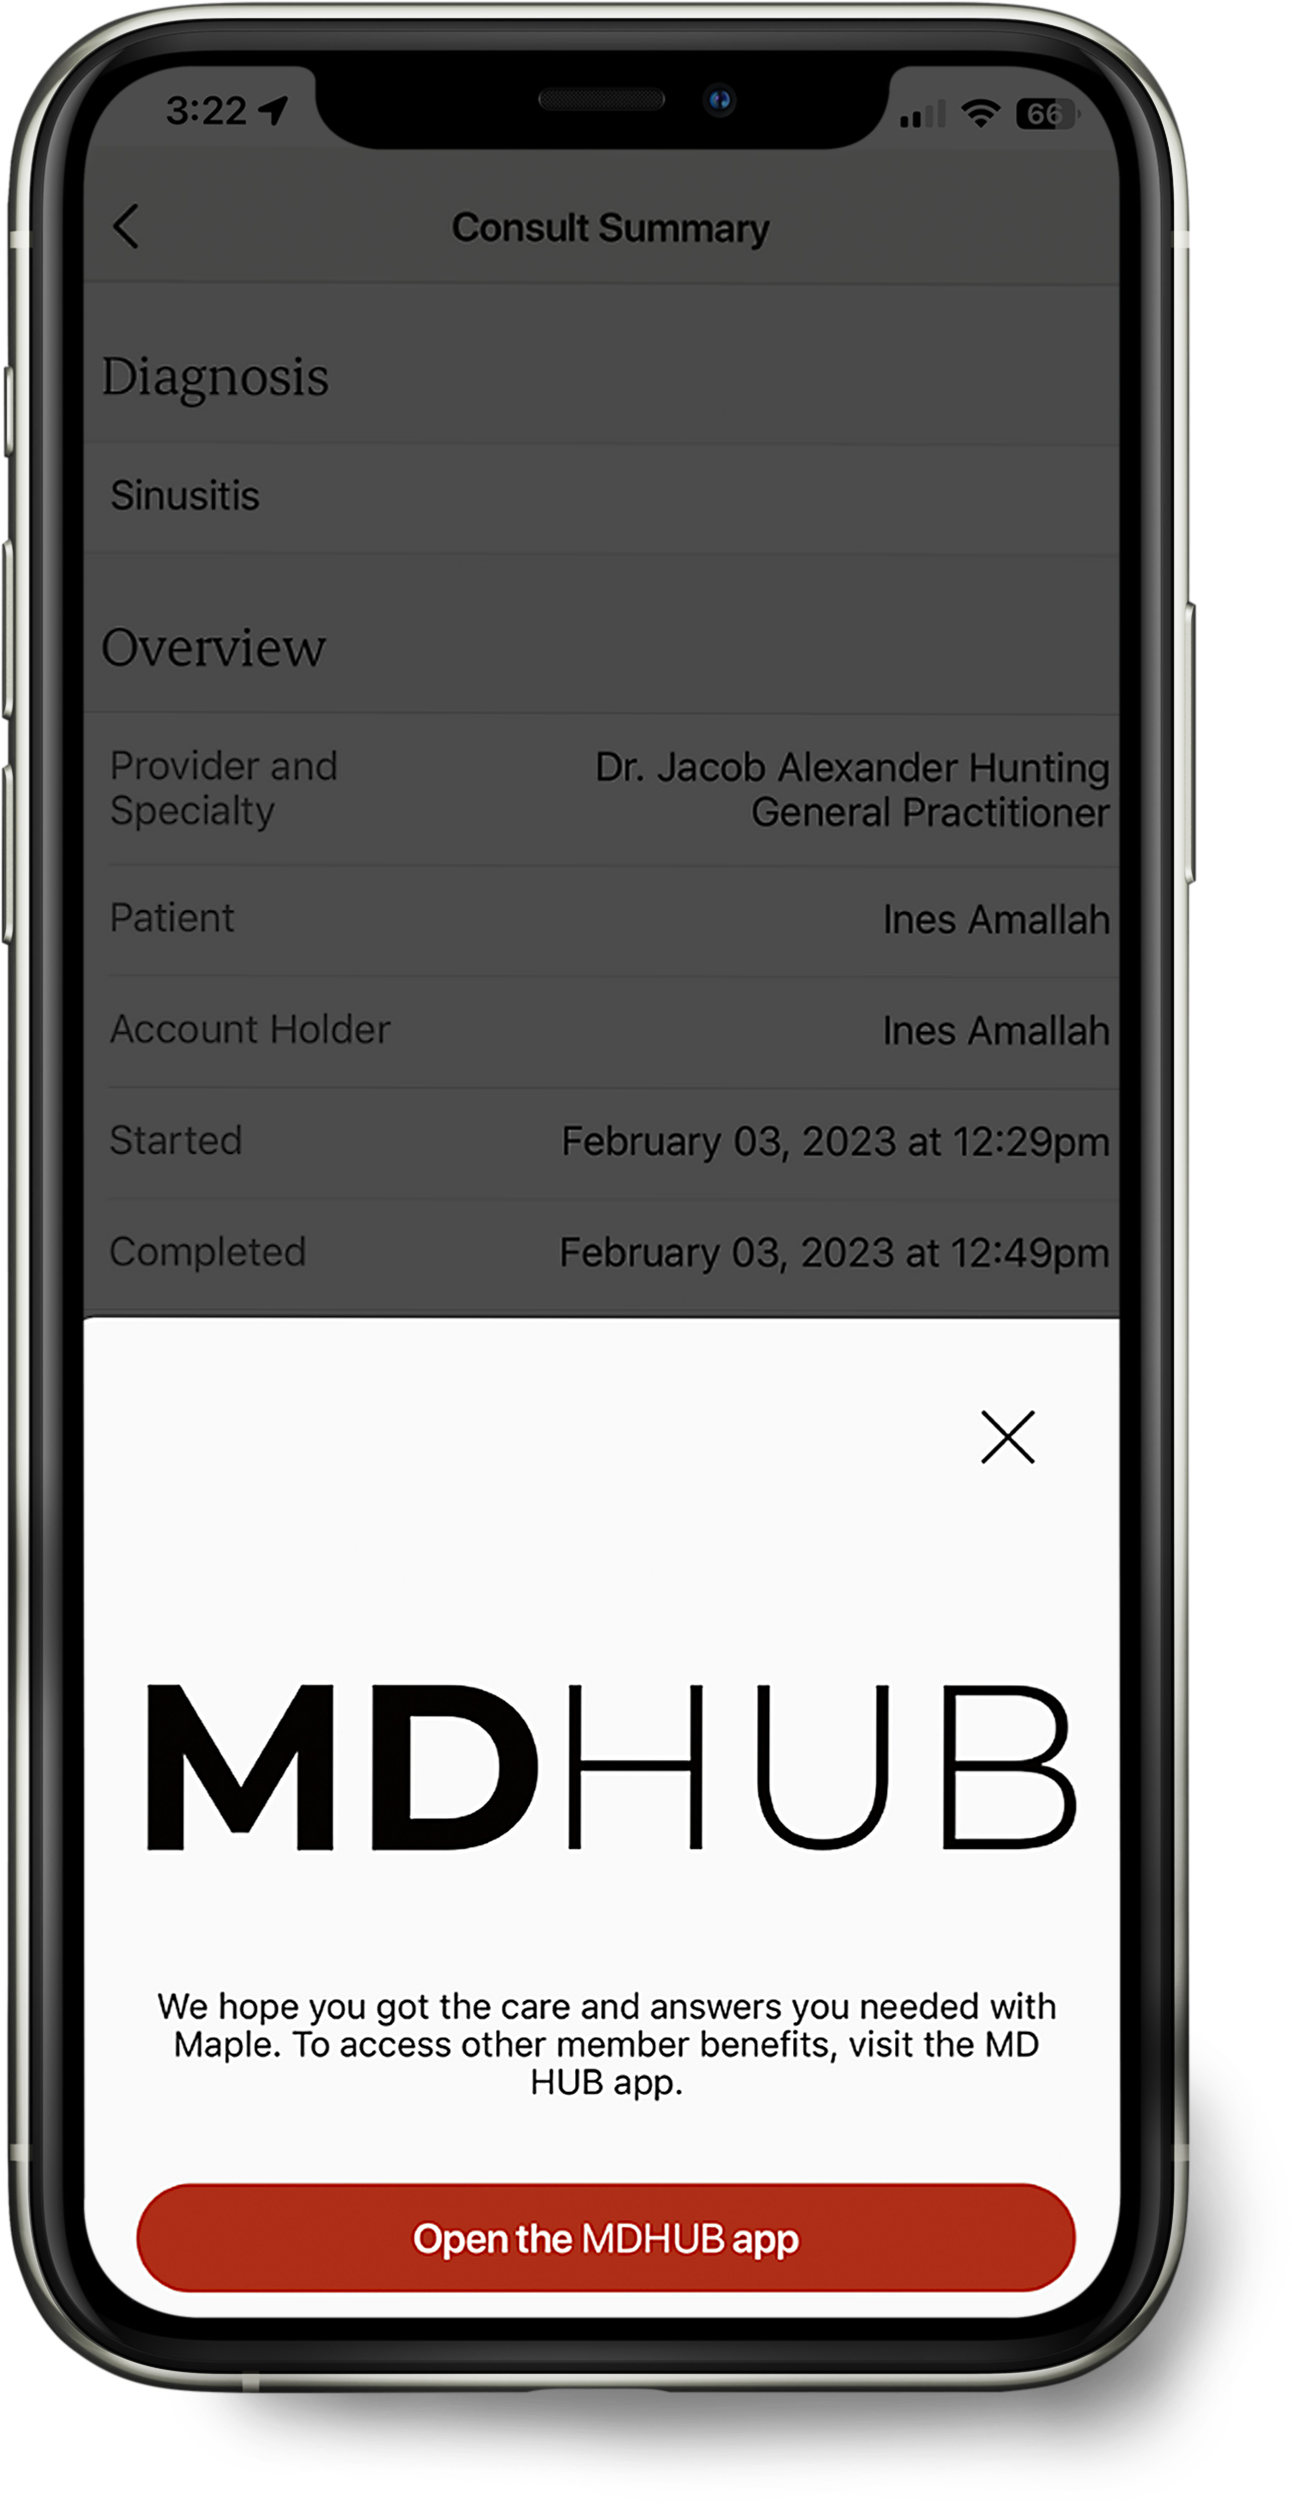 3:22
66
Consult Summary
Diagnosis
Sinusitis
Overview
Provider and Dr. Jacob Alexander Hunting
Specialty General Practitioner
Patient Ines Amallah
Account Holder Ines Amallah
Started February 03, 2023 at 12:29pm
Completed February 03, 2023 at 12:49pm
MDHUB
We hope you got the care and answers you needed with
Maple. To access other member benefits, visit the MD
HUB app.
Open the MDHUB app